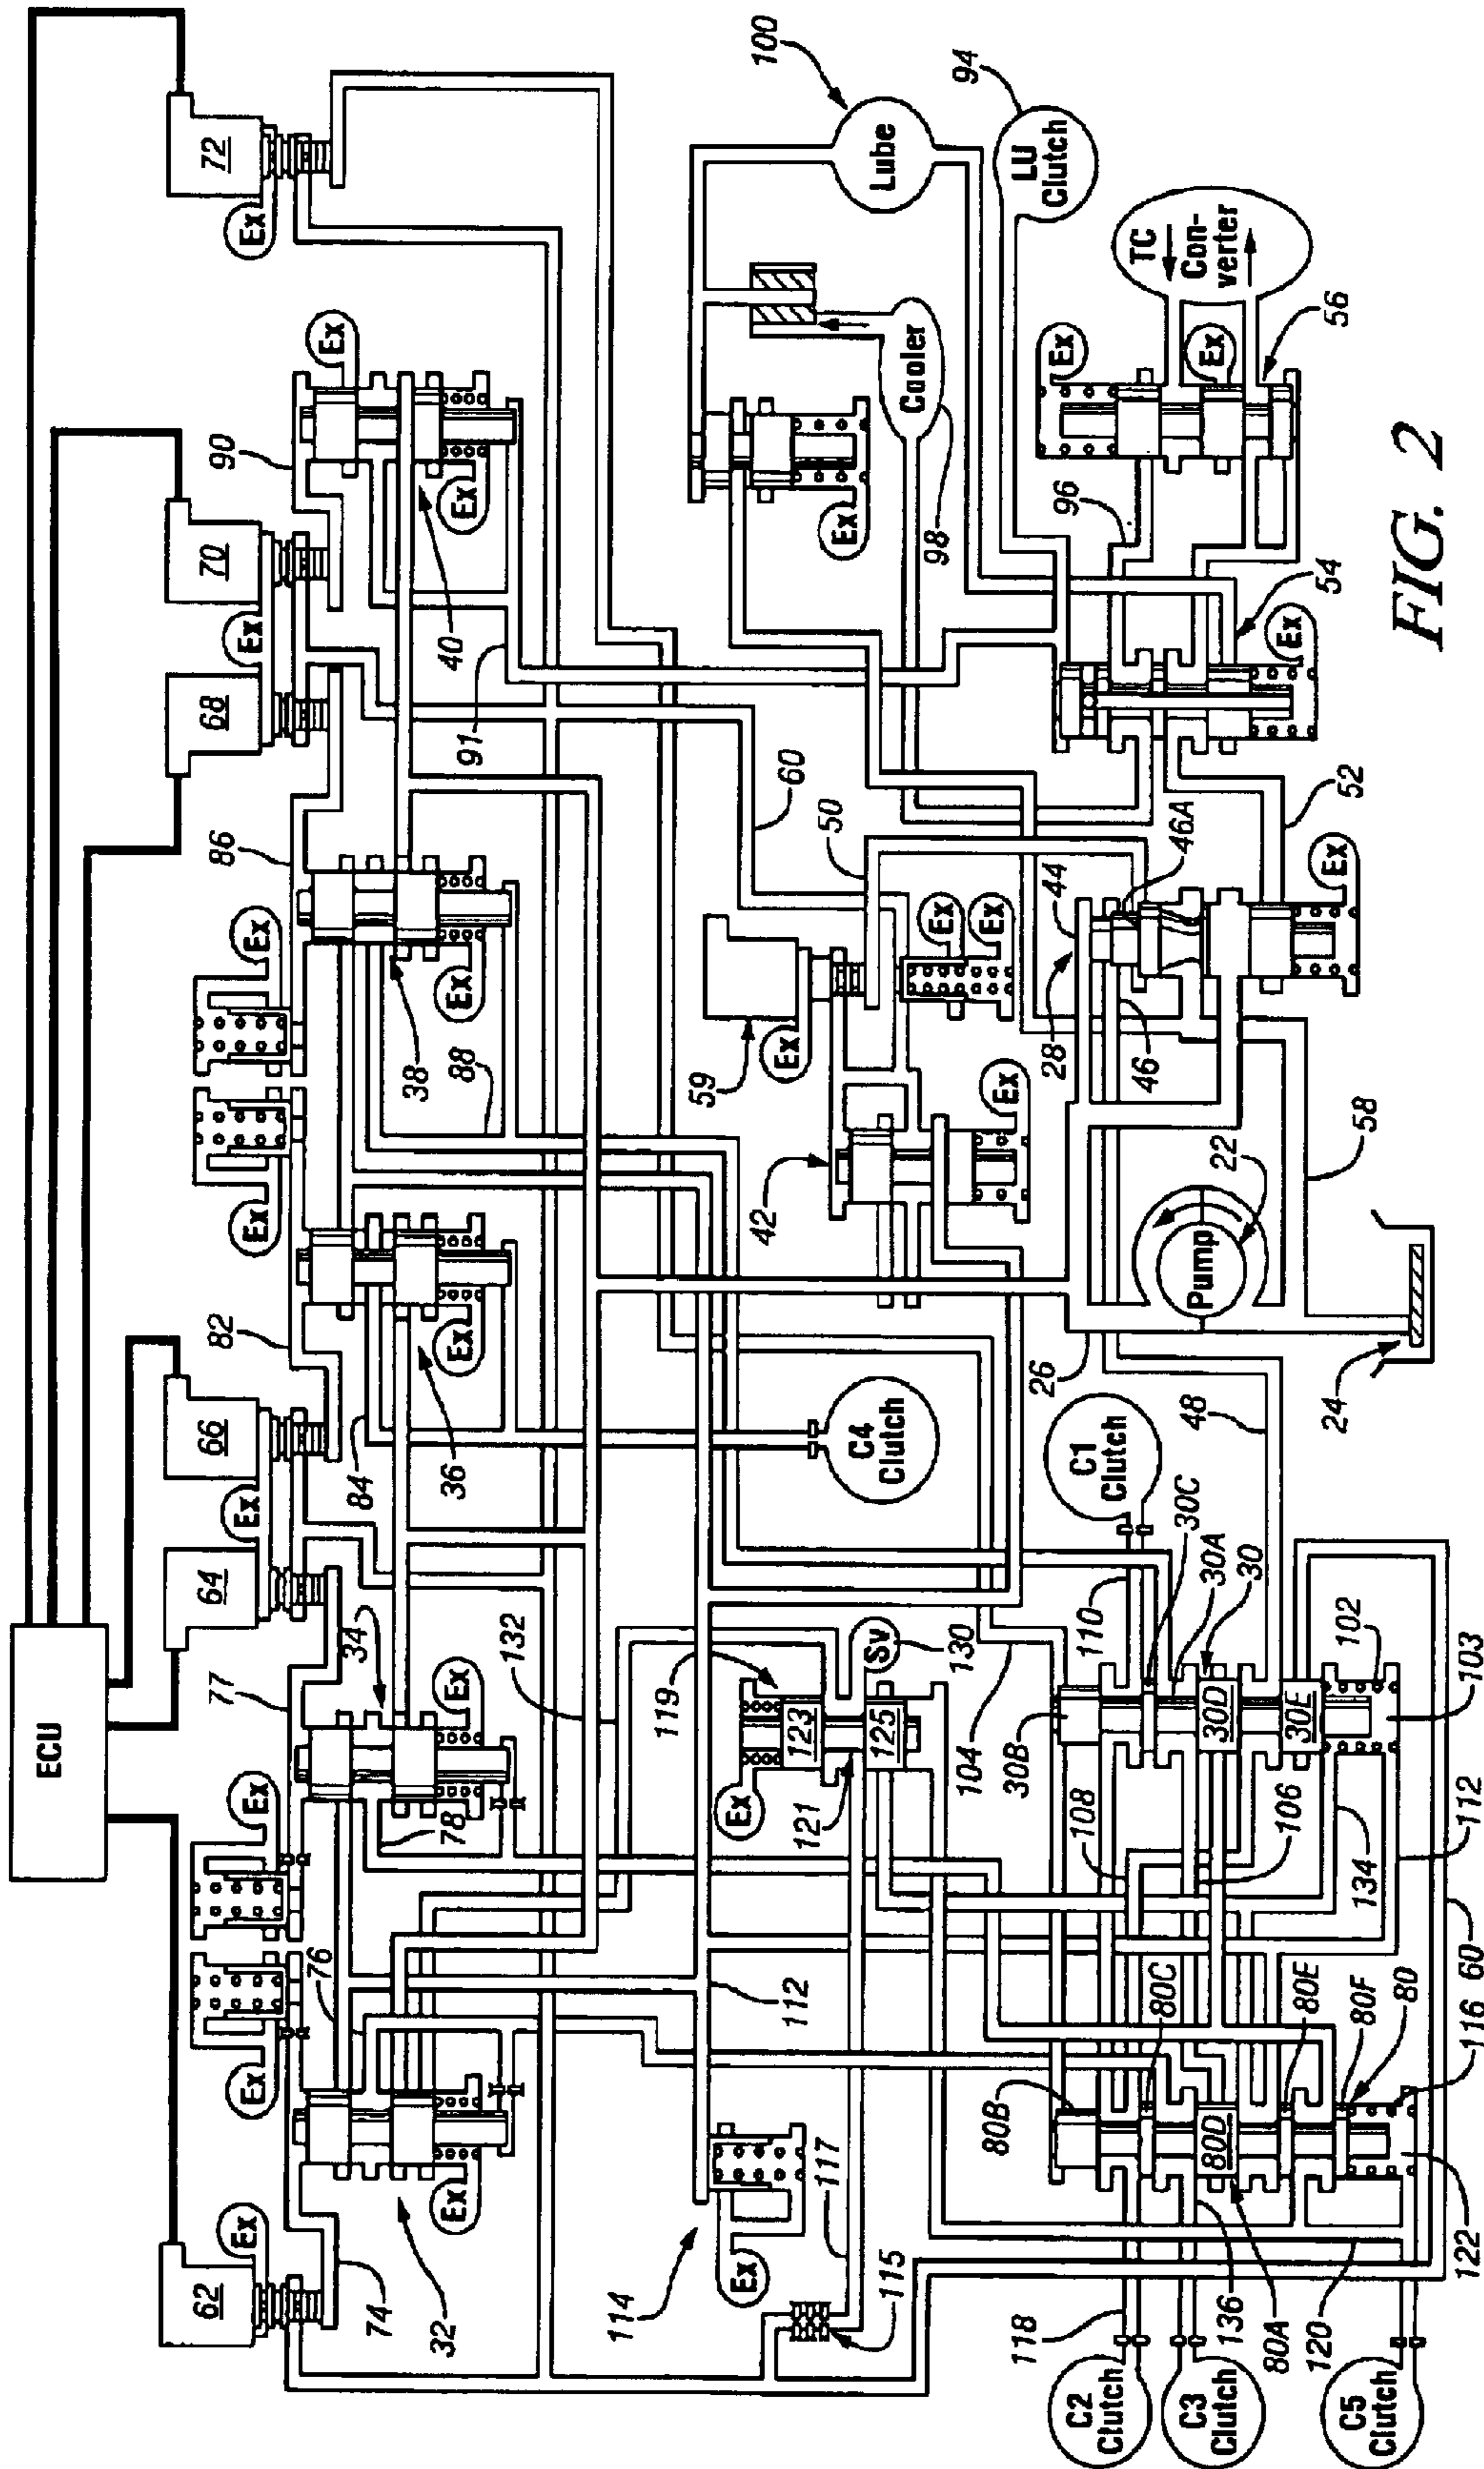 ECU
72
Ex
70
68
Ex
66
64
Ex
62
Ex
90
86
82
77
74
76
Ex
Ex
Ex
Ex
Ex
40
Ex
38
Ex
88
91
36
Ex
84
34
Ex
78
32
Ex
132
100
Lube
Cooler
98
Ex
94
LU
Clutch
TC
Con-
verter
Ex
Ex
56
96
54
Ex
52
60
50
59
Ex
Ex
Ex
42
Ex
44
46A
28
46
Ex
C4
Clutch
26
Pump
22
58
24
48
C1
Clutch
110
30C
30A
30
119
123
125
Ex
121
Sv
130
104
30B
30D
30E
102
103
108
106
134
112
60
112
114
Ex
117
115
80B
80C
80D
80E
80F
80
116
122
118
136
80A
120
C2
Clutch
C3
Clutch
C5
Clutch
FIG. 2